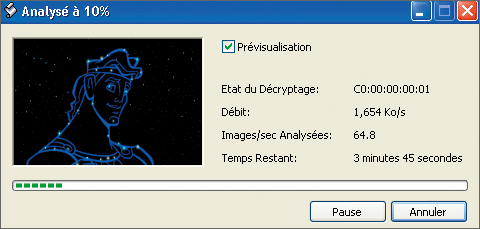 Analysé à 10%
Prévisualisation
Etat du Décryptage: C0:00:00:00:01
Débit: 1,654 Ko/s
Images/sec Analysées: 64.8
Temps Restant: 3 minutes 45 secondes
Pause Annuler